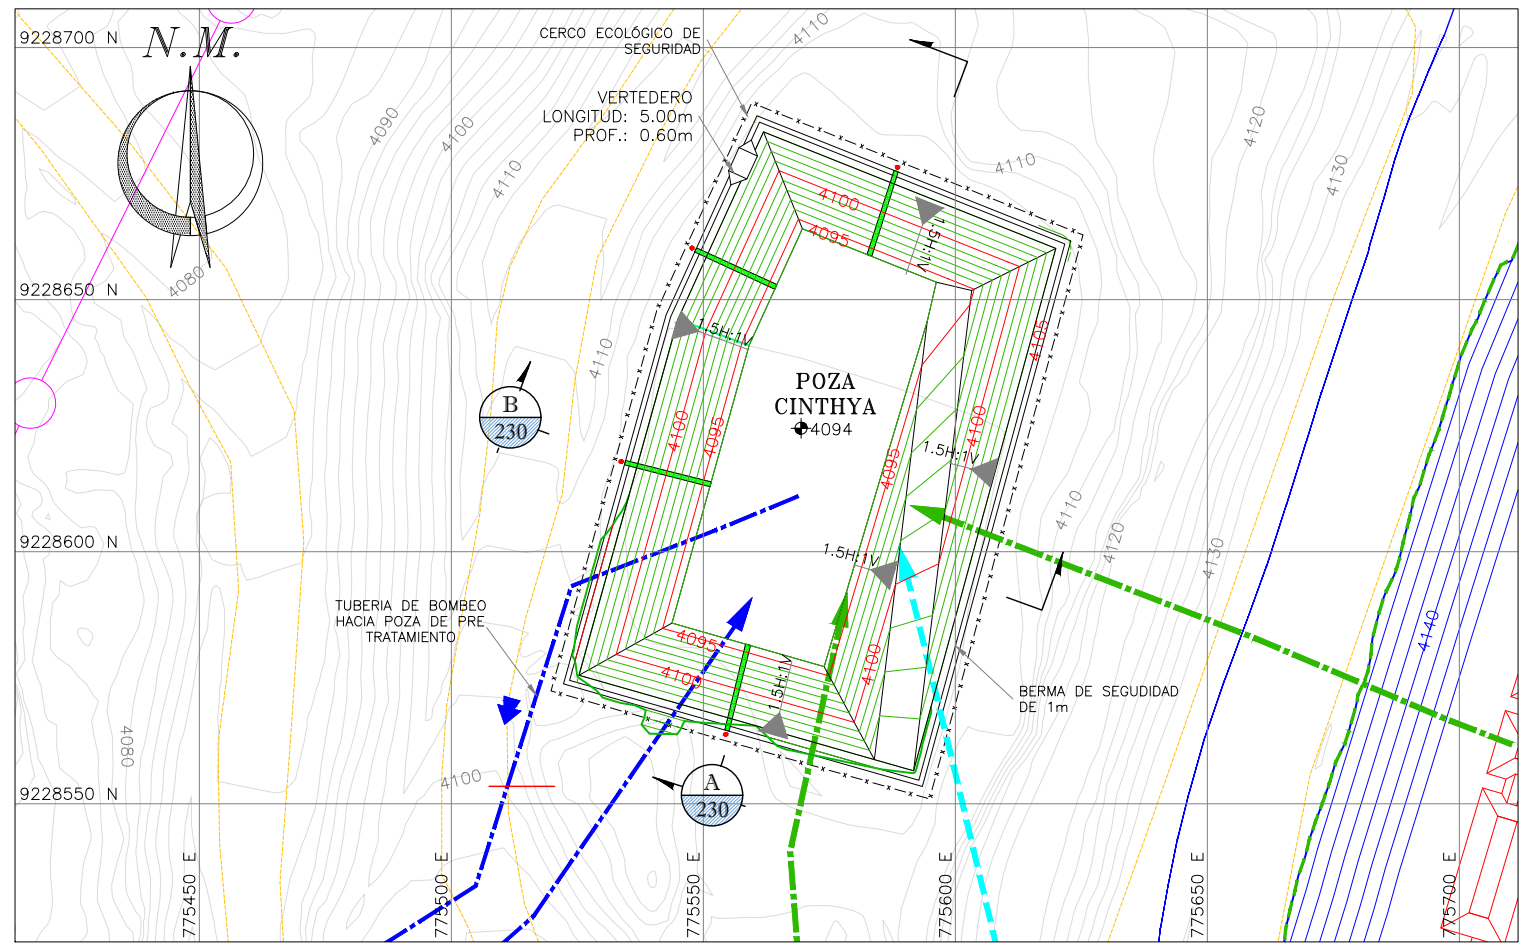 9228700 N
N.M.
CERCO ECOLÓGICO DE
SEGURIDAD
4110
VERTEDERO
LONGITUD: 5.00m
PROF.: 0.60m
4090
4100
4110
4120
4110
4130
4100
4095
1.5H:1V
4080
9228650 N
1.5H:1V
4110
4105
POZA
CINTHYA
4094
B
230
4100
4095
4100
1.5H:1V
4095
4110
4120
4130
9228600 N
1.5H:1V
TUBERIA DE BOMBEO
HACIA POZA DE PRE
TRATAMIENTO
4095
4100
1.5H:1V
4100
4140
BERMA DE SEGUDIDAD
DE 1m
4080
4100
9228550 N
A
230
775450 E
775500 E
775550 E
775600 E
775650 E
775700 E